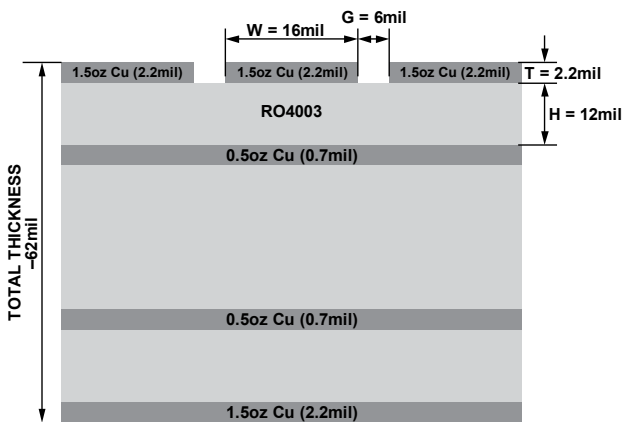 G = 6mil
W = 16mil
1.5oz Cu (2.2mil) 1.5oz Cu (2.2mil) 1.5oz Cu (2.2mil) T = 2.2mil
RO4003 H = 12mil
0.5oz Cu (0.7mil)
TOTAL THICKNESS
–62mil
0.5oz Cu (0.7mil)
1.5oz Cu (2.2mil)